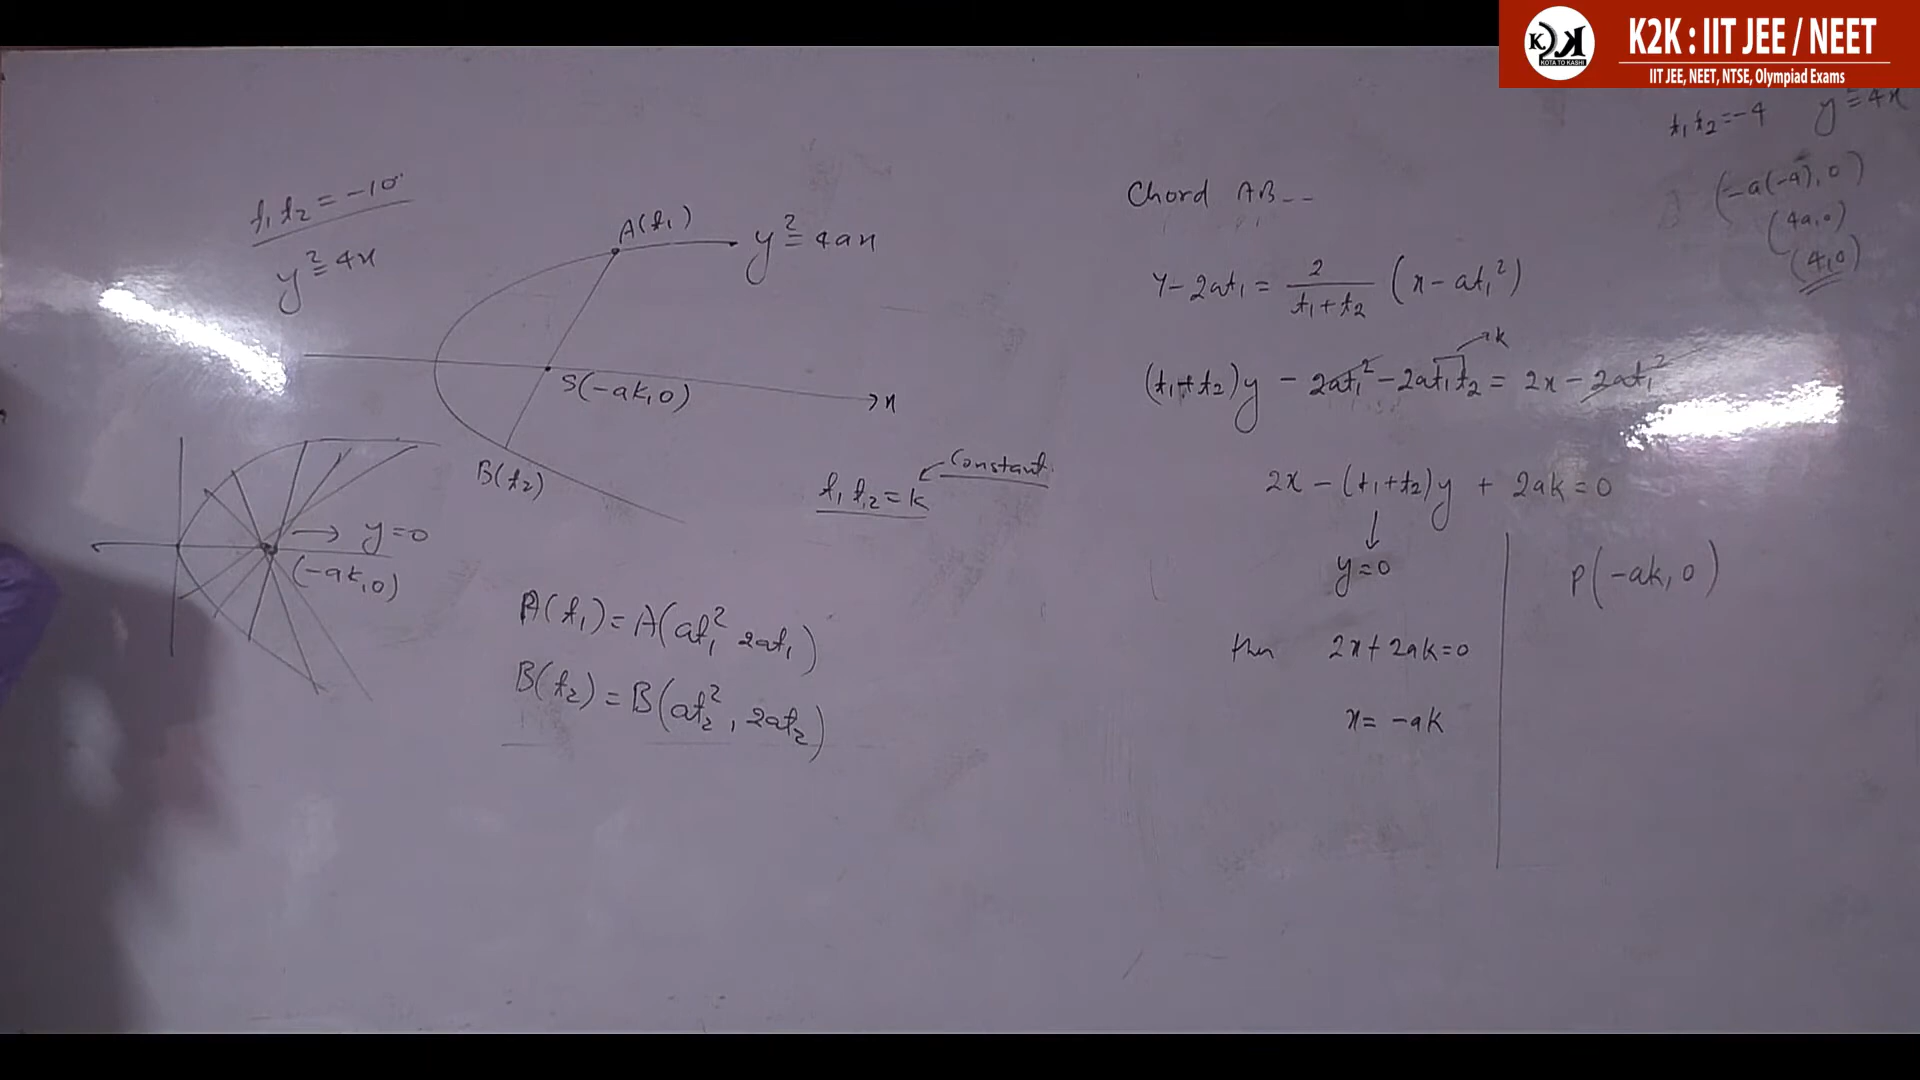 K2K : IIT JEE / NEET
IIT JEE, NEET, NTSE, Olympiad Exams
KOTA TO KASHI
t₁t₂ = -4 y² = 4x
(-a(-4), 0)
(4a, 0)
(4, 0)
t₁t₂ = -10
y² = 4x
A(t₁)
y² = 4ax
S(-ak, 0)
x
B(t₂)
t₁t₂ = k
Constant
y = 0
(-ak, 0)
A(t₁) = A(at₁² 2at₁)
B(t₂) = B(at₂², 2at₂)
Chord AB--
y - 2at₁ = 2/(t₁ + t₂) (x - at₁²)
k
(t₁ + t₂)y - 2at₁² - 2at₁t₂ = 2x - 2at₁²
2x - (t₁ + t₂)y + 2ak = 0
y = 0
then 2x + 2ak = 0
x = -ak
P(-ak, 0)